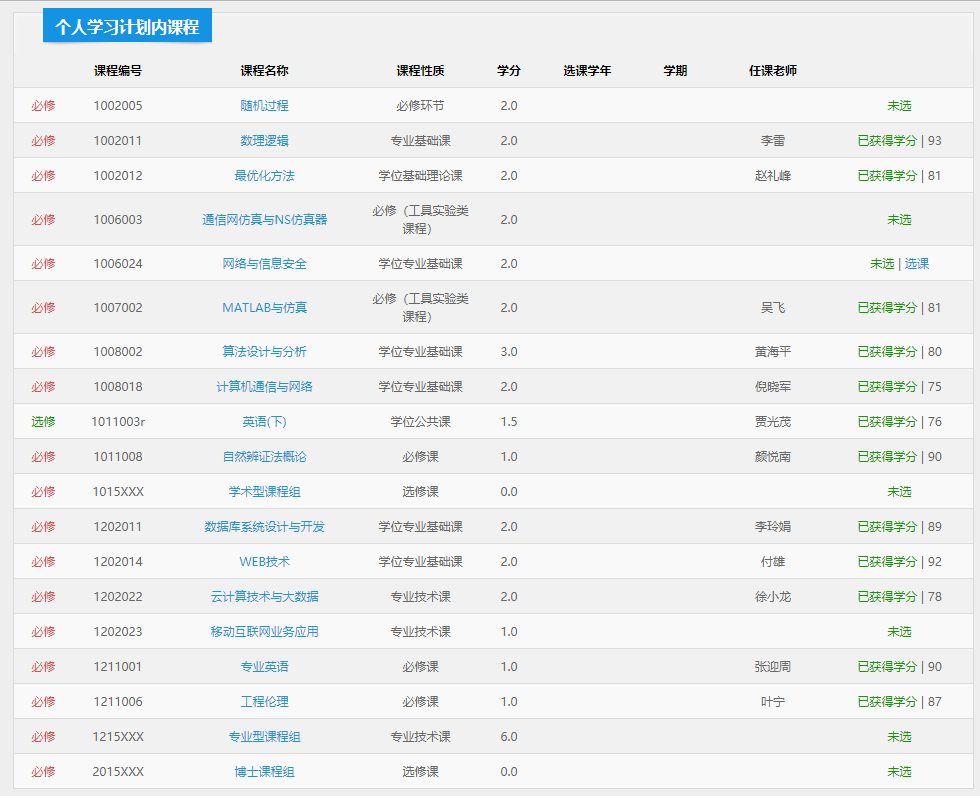 个人学习计划内课程
课程编号 课程名称 课程性质 学分 选课学年 学期 任课老师
必修 1002005 随机过程 必修环节 2.0 未选
必修 1002011 数理逻辑 专业基础课 2.0 李雷 已获得学分 | 93
必修 1002012 最优化方法 学位基础理论课 2.0 赵礼峰 已获得学分 | 81
必修 1006003 通信网仿真与NS仿真器 必修（工具实验类课程） 2.0 未选
必修 1006024 网络与信息安全 学位专业基础课 2.0 未选 | 选课
必修 1007002 MATLAB与仿真 必修（工具实验类课程） 2.0 吴飞 已获得学分 | 81
必修 1008002 算法设计与分析 学位专业基础课 3.0 黄海平 已获得学分 | 80
必修 1008018 计算机通信与网络 学位专业基础课 2.0 倪晓军 已获得学分 | 75
选修 1011003r 英语(下) 学位公共课 1.5 贾光茂 已获得学分 | 76
必修 1011008 自然辨证法概论 必修课 1.0 颜悦南 已获得学分 | 90
必修 1015XXX 学术型课程组 选修课 0.0 未选
必修 1202011 数据库系统设计与开发 学位专业基础课 2.0 李玲娟 已获得学分 | 89
必修 1202014 WEB技术 学位专业基础课 2.0 付雄 已获得学分 | 92
必修 1202022 云计算技术与大数据 专业技术课 2.0 徐小龙 已获得学分 | 78
必修 1202023 移动互联网业务应用 专业技术课 1.0 未选
必修 1211001 专业英语 必修课 1.0 张迎周 已获得学分 | 90
必修 1211006 工程伦理 必修课 1.0 叶宁 已获得学分 | 87
必修 1215XXX 专业型课程组 专业技术课 6.0 未选
必修 2015XXX 博士课程组 选修课 0.0 未选